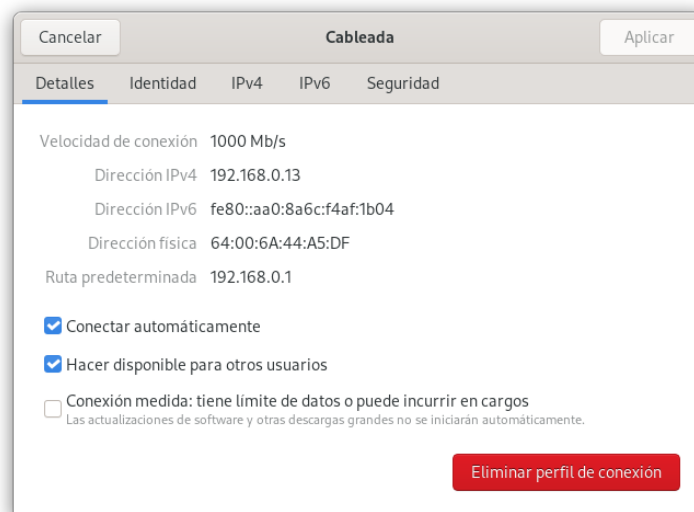 Cancelar Cableada Aplicar
Detalles Identidad IPv4 IPv6 Seguridad
Velocidad de conexión 1000 Mb/s
Dirección IPv4 192.168.0.13
Dirección IPv6 fe80::aa0:8a6c:f4af:1b04
Dirección física 64:00:6A:44:A5:DF
Ruta predeterminada 192.168.0.1
Conectar automáticamente
Hacer disponible para otros usuarios
Conexión medida: tiene límite de datos o puede incurrir en cargos
Las actualizaciones de software y otras descargas grandes no se iniciarán automáticamente.
Eliminar perfil de conexión